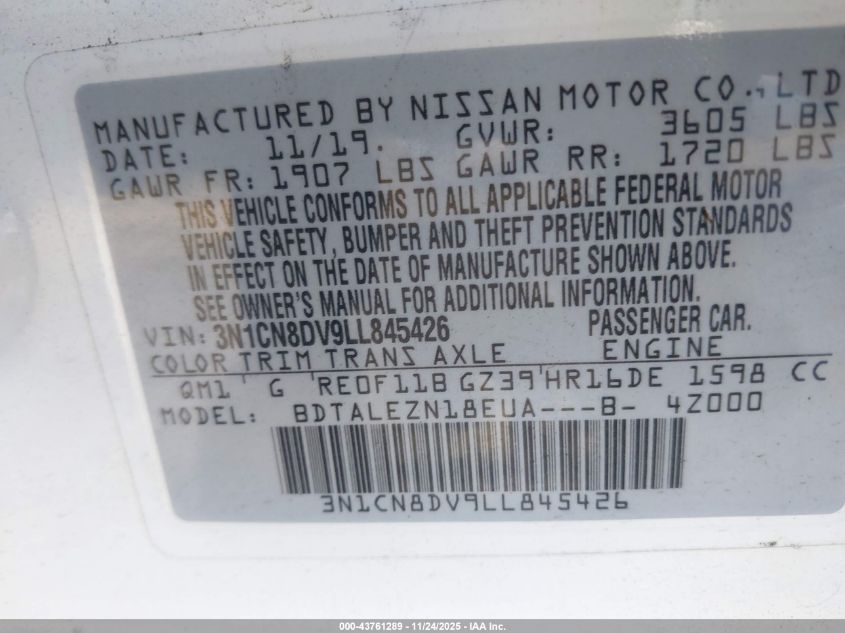 MANUFACTURED BY NISSAN MOTOR CO., LTD
DATE: 11/19. GVWR: 3605 LBS
GAWR FR: 1907 LBS GAWR RR: 1720 LBS
THIS VEHICLE CONFORMS TO ALL APPLICABLE FEDERAL MOTOR
VEHICLE SAFETY, BUMPER AND THEFT PREVENTION STANDARDS
IN EFFECT ON THE DATE OF MANUFACTURE SHOWN ABOVE.
SEE OWNER'S MANUAL FOR ADDITIONAL INFORMATION.
VIN: 3N1CN8DV9LL845426 PASSENGER CAR.
COLOR TRIM TRANS AXLE ENGINE
QM1 G RE0F11B GZ39 HR16DE 1598 CC
MODEL: BDTALEZN18EUA---B- 4Z000
3N1CN8DV9LL845426
000-43761289 - 11/24/2025 - IAA Inc.